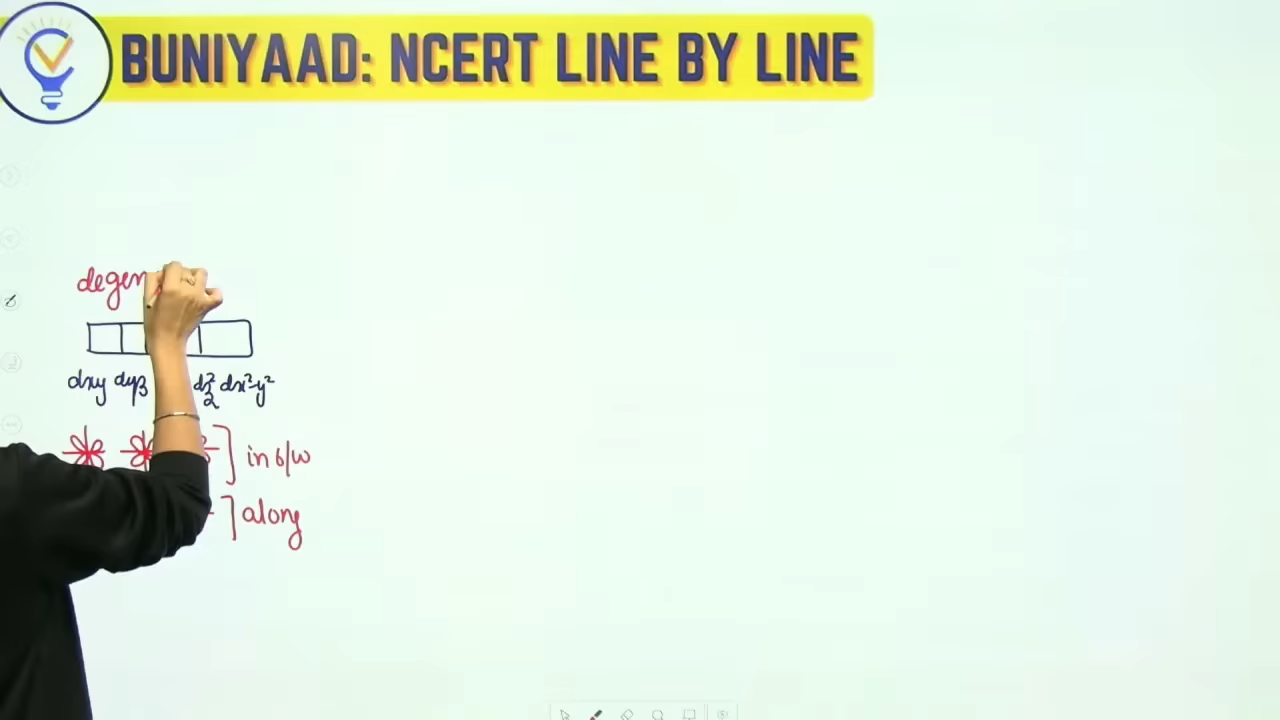 BUNIYAAD: NCERT LINE BY LINE
degen
dxy dyz dz² dx²-y²
] in b/w
] along